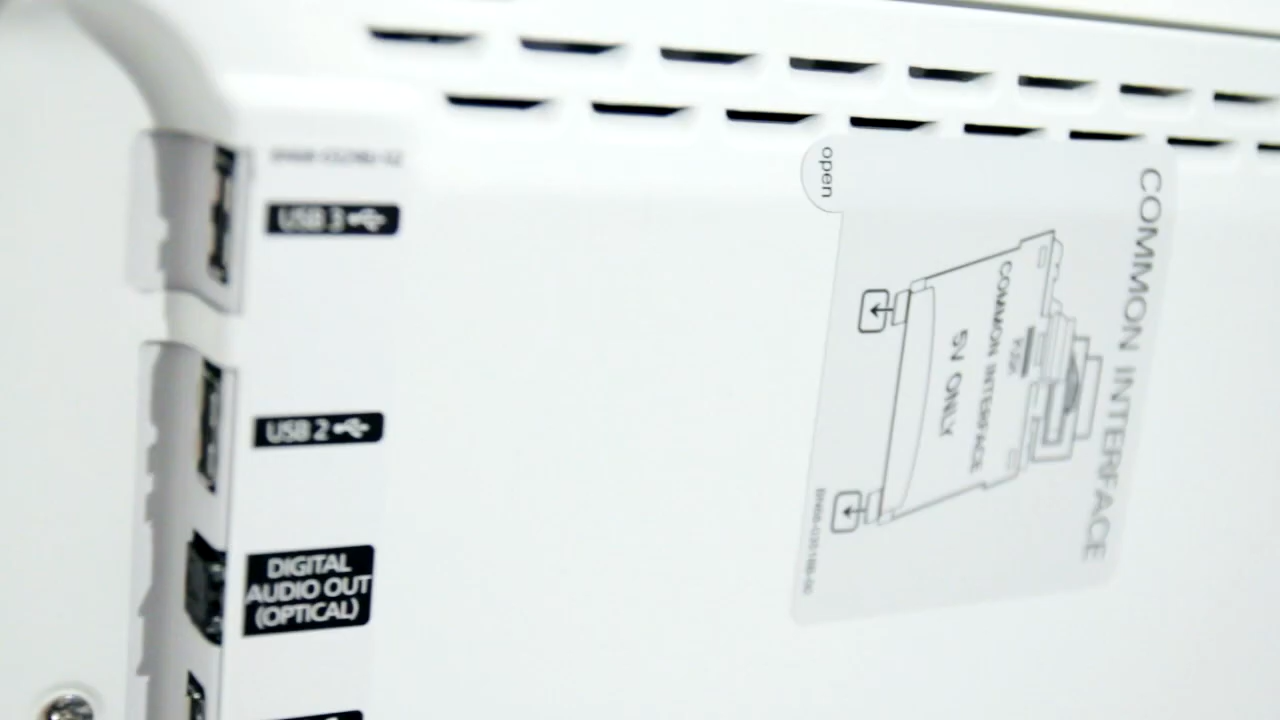 USB 3
USB 2
DIGITAL
AUDIO OUT
(OPTICAL)
open
COMMON INTERFACE
COMMON INTERFACE
5V ONLY